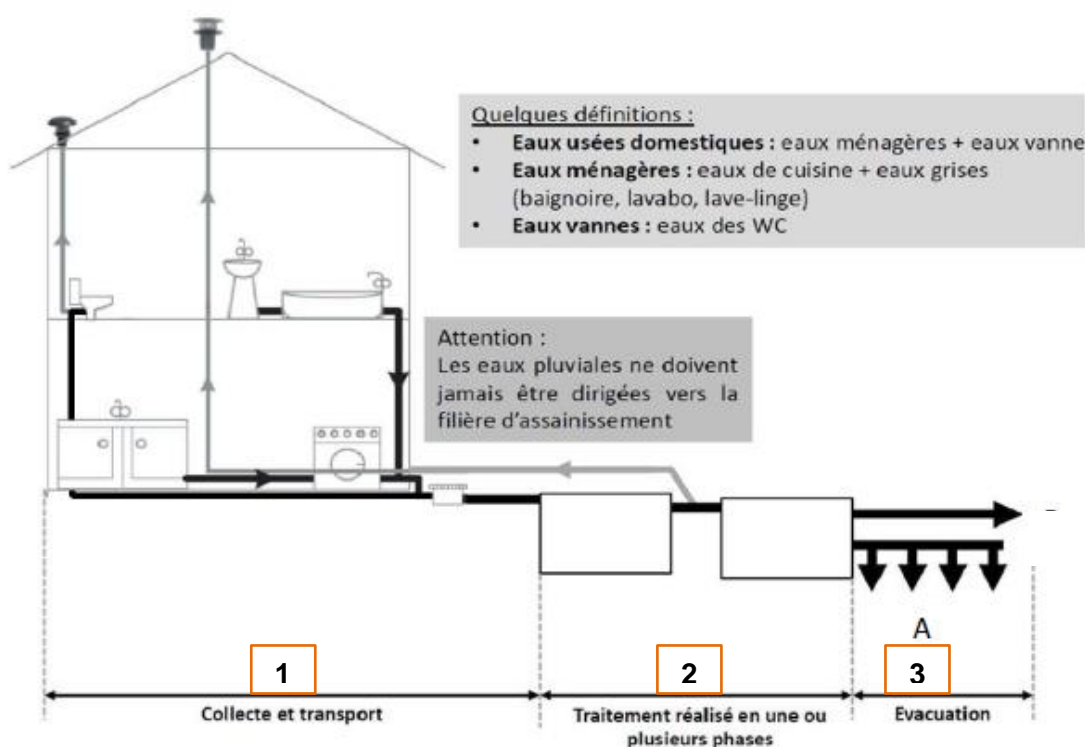 Quelques définitions :
• Eaux usées domestiques : eaux ménagères + eaux vanne
• Eaux ménagères : eaux de cuisine + eaux grises
(baignoire, lavabo, lave-linge)
• Eaux vannes : eaux des WC
Attention :
Les eaux pluviales ne doivent
jamais être dirigées vers la
filière d'assainissement
A
1
2
3
Collecte et transport
Traitement réalisé en une ou
plusieurs phases
Evacuation